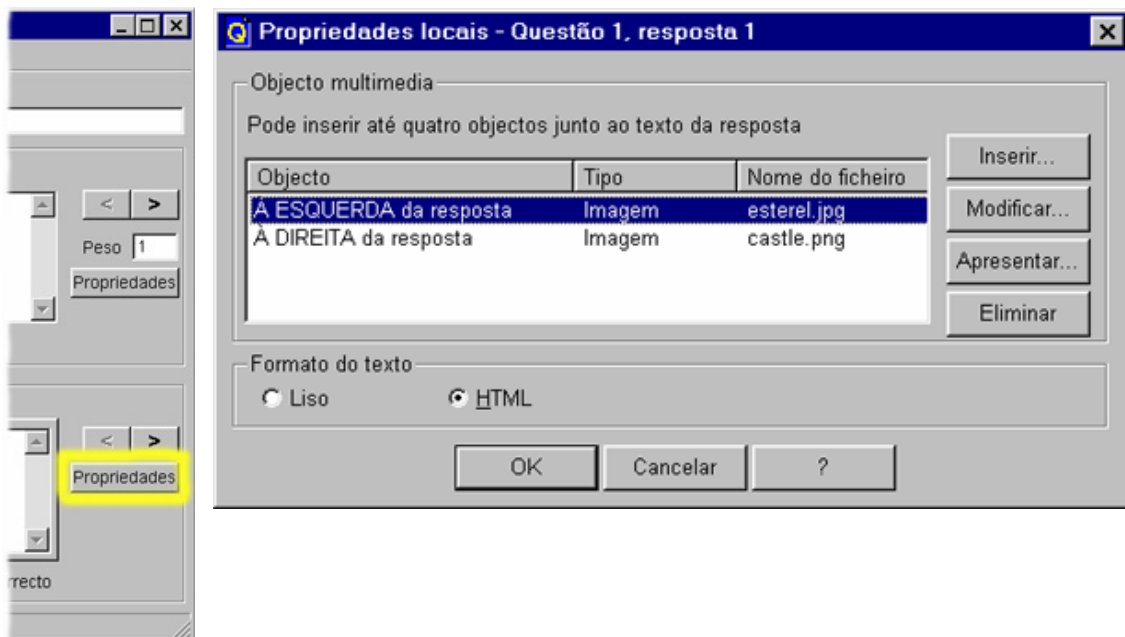 < >
Peso 1
Propriedades
< >
Propriedades
rrecto
Propriedades locais - Questão 1, resposta 1
Objecto multimedia
Pode inserir até quatro objectos junto ao texto da resposta
Objecto Tipo Nome do ficheiro
À ESQUERDA da resposta Imagem esterel.jpg
À DIREITA da resposta Imagem castle.png
Inserir...
Modificar...
Apresentar...
Eliminar
Formato do texto
Liso HTML
OK Cancelar ?